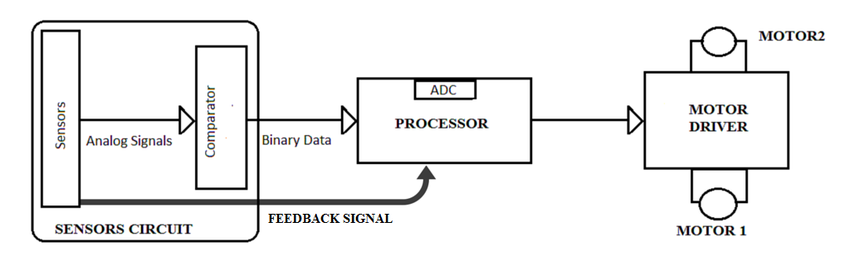 Sensors
Analog Signals
Comparator
Binary Data
FEEDBACK SIGNAL
SENSORS CIRCUIT
ADC
PROCESSOR
MOTOR2
MOTOR
DRIVER
MOTOR 1